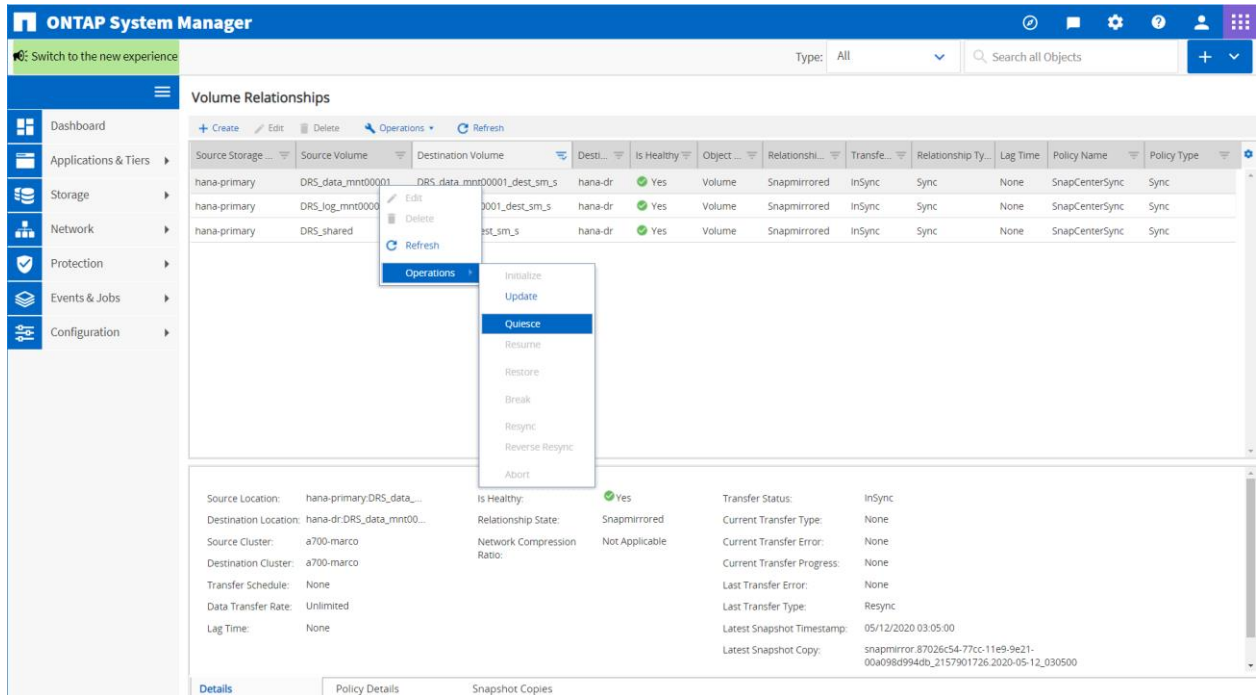 ONTAP System Manager
Switch to the new experience
Type: All
Search all Objects
Volume Relationships
Dashboard
Applications & Tiers
Storage
Network
Protection
Events & Jobs
Configuration
Create Edit Delete Operations Refresh
Source Storage ... Source Volume Destination Volume Desti... Is Healthy Object ... Relationshi... Transfe... Relationship Ty... Lag Time Policy Name Policy Type
hana-primary DRS_data_mnt00001 DRS_data_mnt00001_dest_sm_s hana-dr Yes Volume Snapmirrored InSync Sync None SnapCenterSync Sync
hana-primary DRS_log_mnt0000 0001_dest_sm_s hana-dr Yes Volume Snapmirrored InSync Sync None SnapCenterSync Sync
hana-primary DRS_shared est_sm_s hana-dr Yes Volume Snapmirrored InSync Sync None SnapCenterSync Sync
Edit
Delete
Refresh
Operations
Initialize
Update
Quiesce
Resume
Restore
Break
Resync
Reverse Resync
Abort
Source Location: hana-primary:DRS_data_...
Destination Location: hana-dr:DRS_data_mnt00...
Source Cluster: a700-marco
Destination Cluster: a700-marco
Transfer Schedule: None
Data Transfer Rate: Unlimited
Lag Time: None
Is Healthy: Yes
Relationship State: Snapmirrored
Network Compression Not Applicable
Ratio:
Transfer Status: InSync
Current Transfer Type: None
Current Transfer Error: None
Current Transfer Progress: None
Last Transfer Error: None
Last Transfer Type: Resync
Latest Snapshot Timestamp: 05/12/2020 03:05:00
Latest Snapshot Copy: snapmirror.87026c54-77cc-11e9-9e21-
00a098d994db_2157901726.2020-05-12_030500
Details Policy Details Snapshot Copies